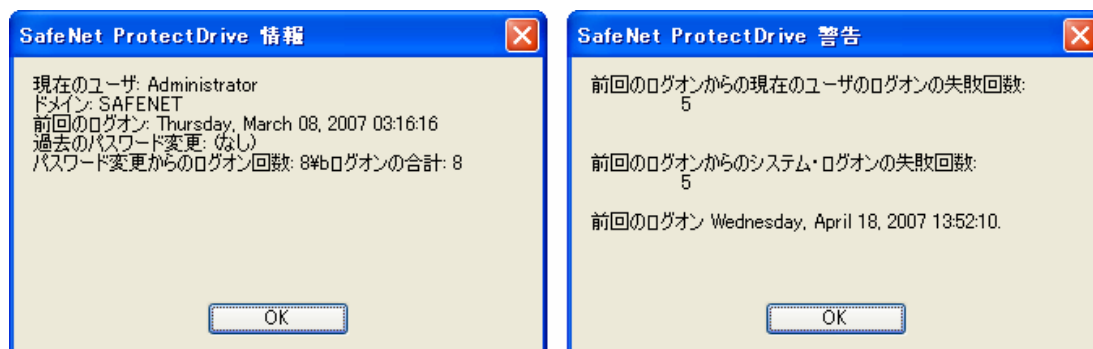 SafeNet ProtectDrive 情報
現在のユーザ: Administrator
ドメイン: SAFENET
前回のログオン: Thursday, March 08, 2007 03:16:16
過去のパスワード変更: (なし)
パスワード変更からのログオン回数: 8¥bログオンの合計: 8
OK
SafeNet ProtectDrive 警告
前回のログオンからの現在のユーザのログオンの失敗回数:
5
前回のログオンからのシステム・ログオンの失敗回数:
5
前回のログオン Wednesday, April 18, 2007 13:52:10.
OK